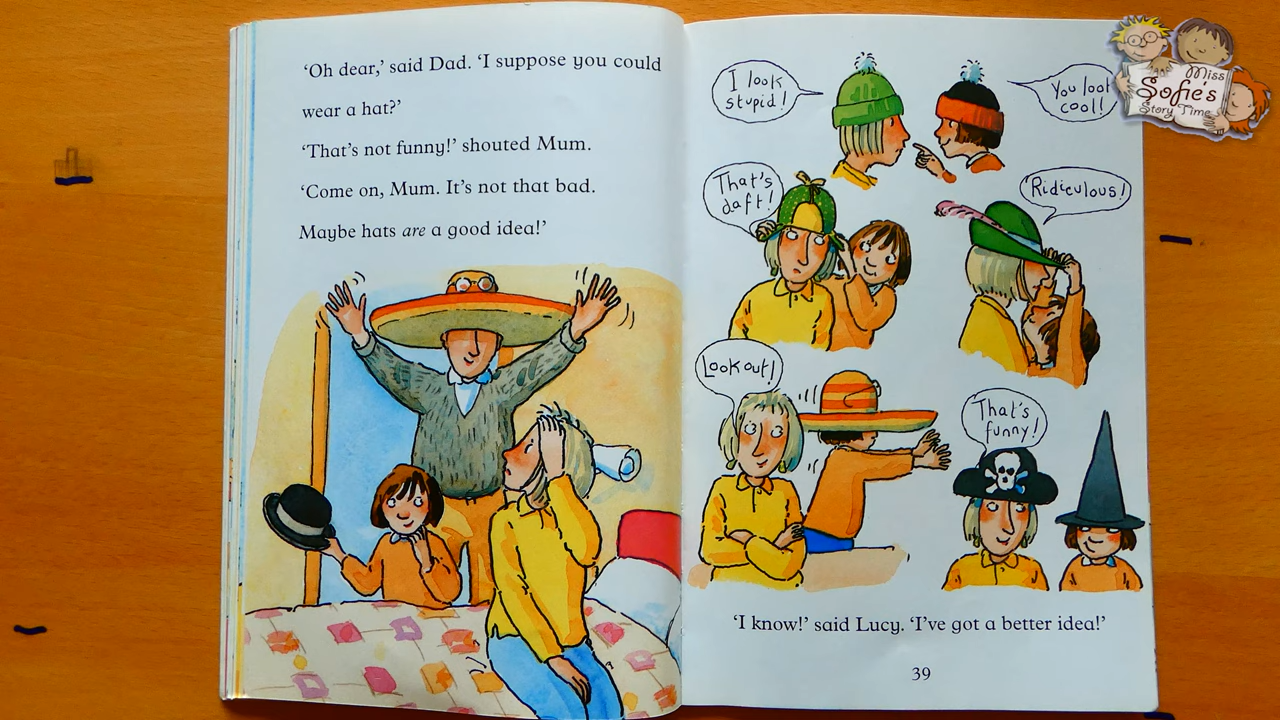 ‘Oh dear,’ said Dad. ‘I suppose you could
wear a hat?’
‘That’s not funny!’ shouted Mum.
‘Come on, Mum. It’s not that bad.
Maybe hats are a good idea!’
I look
stupid!
You look
cool!
That's
daft!
Ridiculous!
Look out!
That's
funny!
‘I know!’ said Lucy. ‘I’ve got a better idea!’
39
Miss
Sofie's
Story Time